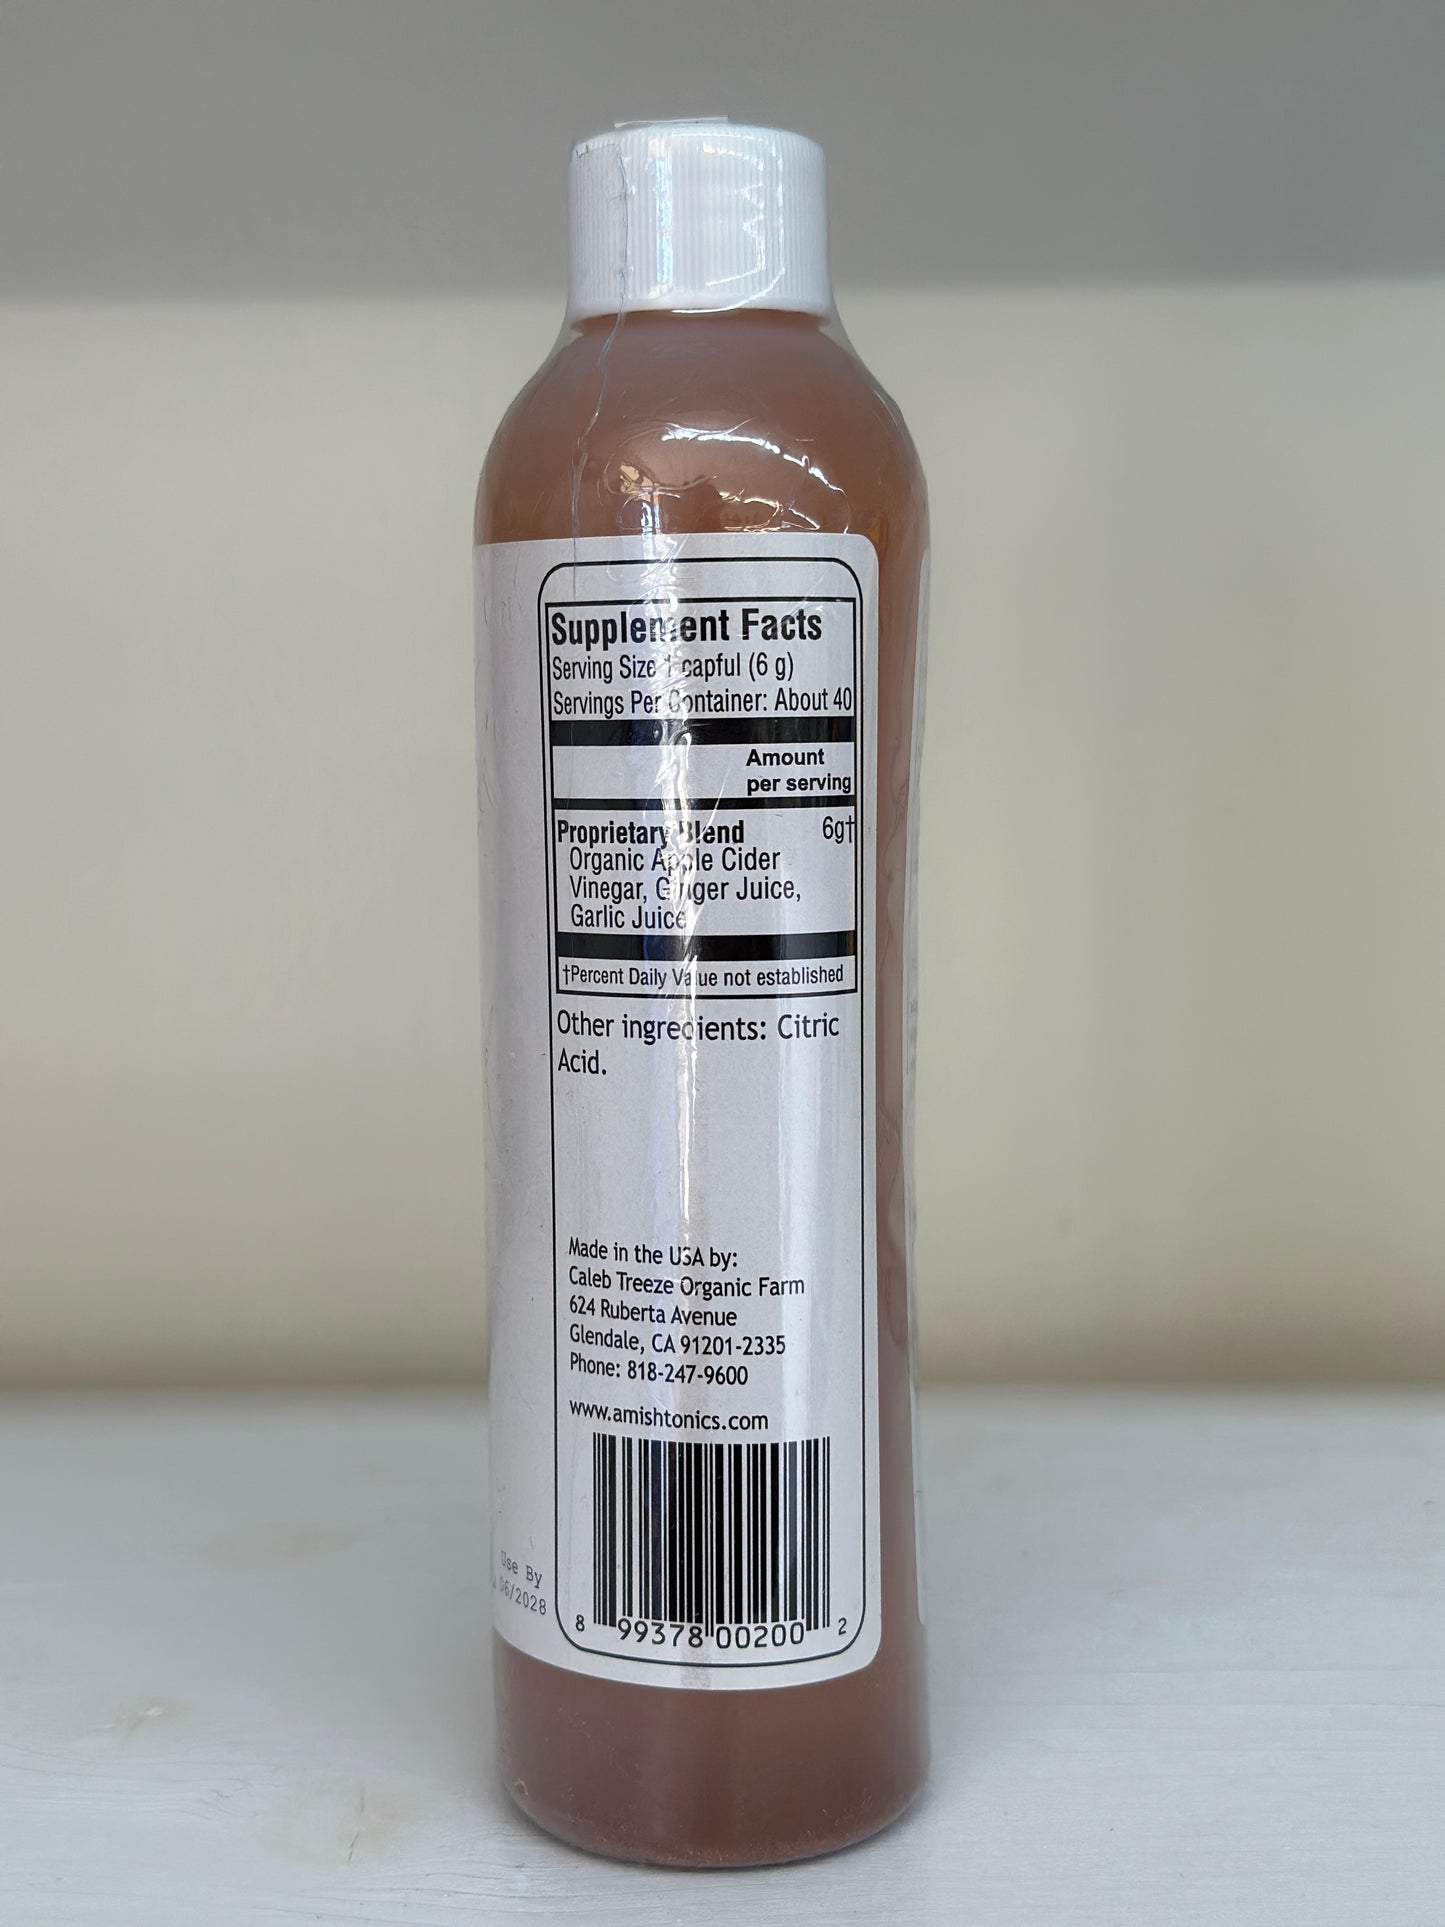 Supplement Facts
Serving Size 1 capful (6 g)
Servings Per Container: About 40
Amount
per serving
Proprietary Blend 6g†
Organic Apple Cider
Vinegar, Ginger Juice,
Garlic Juice
†Percent Daily Value not established
Other ingredients: Citric
Acid.
Made in the USA by:
Caleb Treeze Organic Farm
624 Ruberta Avenue
Glendale, CA 91201-2335
Phone: 818-247-9600
www.amishtonics.com
Use By
06/2028
8 99378 00200 2